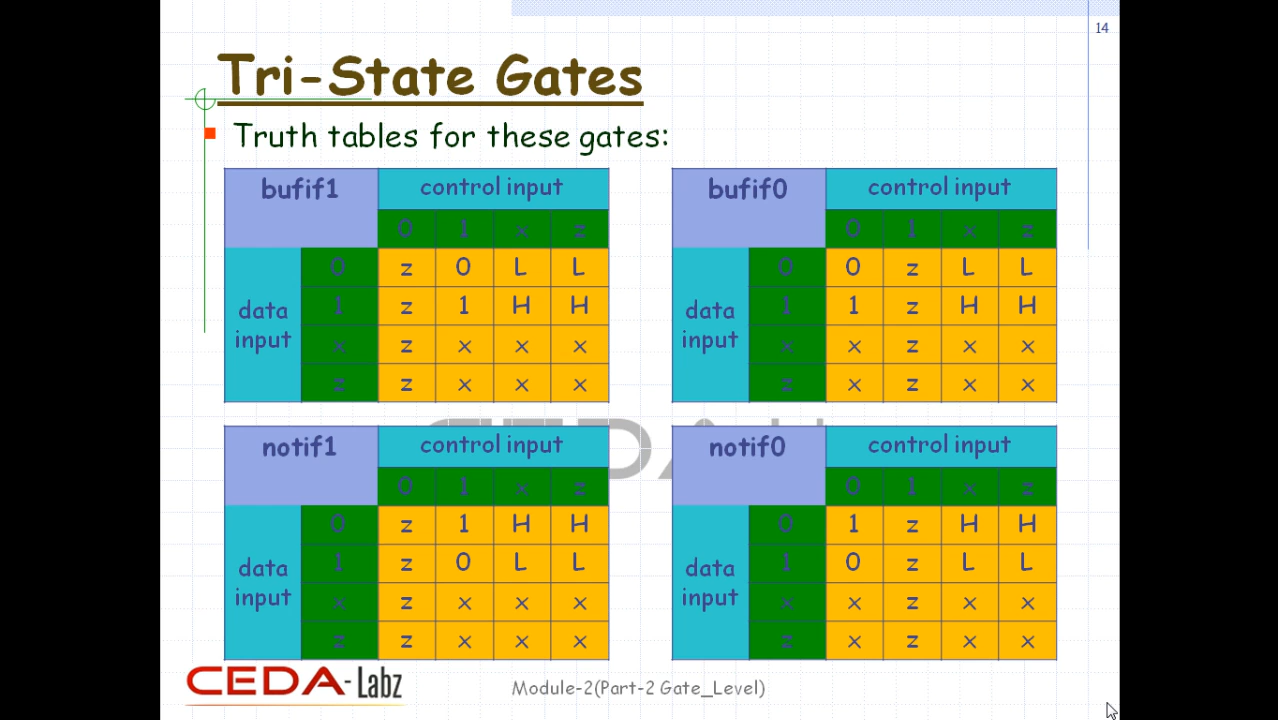 14
Tri-State Gates
Truth tables for these gates:
bufif1 control input
0 1 x z
data input
0 z 0 L L
1 z 1 H H
x z x x x
z z x x x
bufif0 control input
0 1 x z
data input
0 0 z L L
1 1 z H H
x x z x x
z x z x x
notif1 control input
0 1 x z
data input
0 z 1 H H
1 z 0 L L
x z x x x
z z x x x
notif0 control input
0 1 x z
data input
0 1 z H H
1 0 z L L
x x z x x
z x z x x
CEDA-Labz
Module-2(Part-2 Gate_Level)